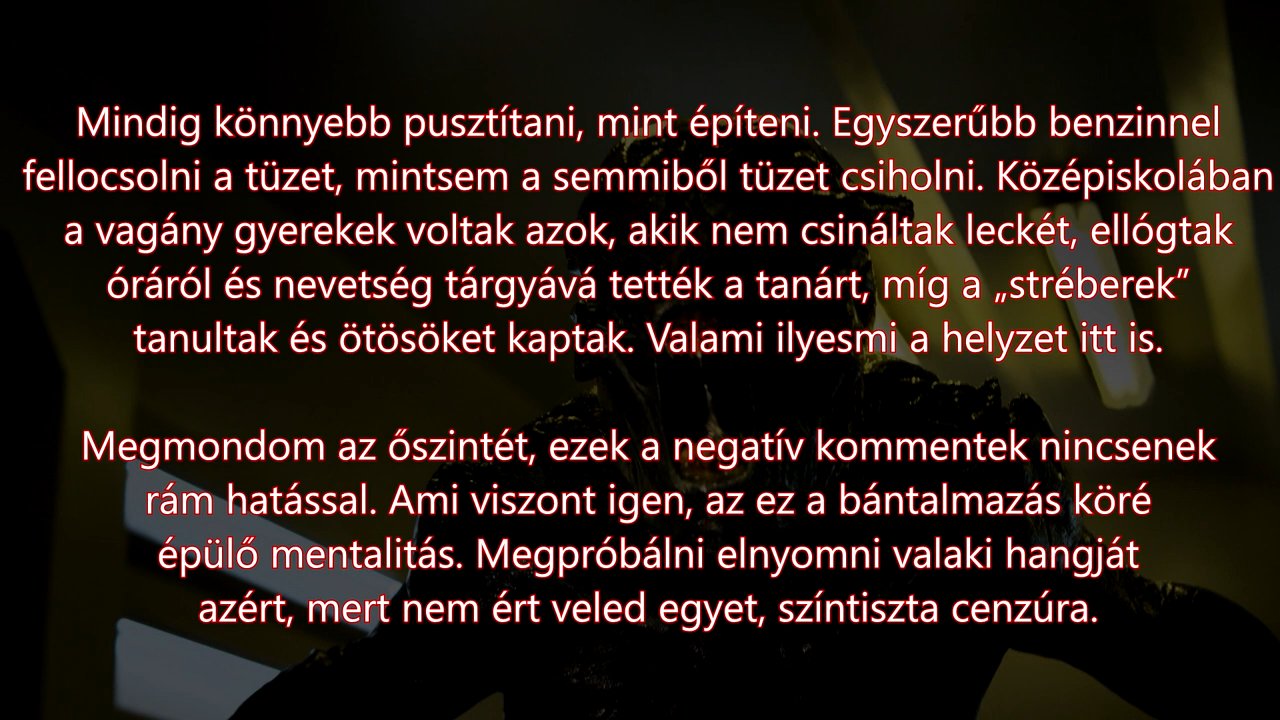 Mindig könnyebb pusztítani, mint építeni. Egyszerűbb benzinnel
fellocsolni a tüzet, mintsem a semmiből tüzet csiholni. Középiskolában
a vagány gyerekek voltak azok, akik nem csináltak leckét, ellógtak
óráról és nevetség tárgyává tették a tanárt, míg a „stréberek”
tanultak és ötösöket kaptak. Valami ilyesmi a helyzet itt is.
Megmondom az őszintét, ezek a negatív kommentek nincsenek
rám hatással. Ami viszont igen, az ez a bántalmazás köré
épülő mentalitás. Megpróbálni elnyomni valaki hangját
azért, mert nem ért veled egyet, színtiszta cenzúra.